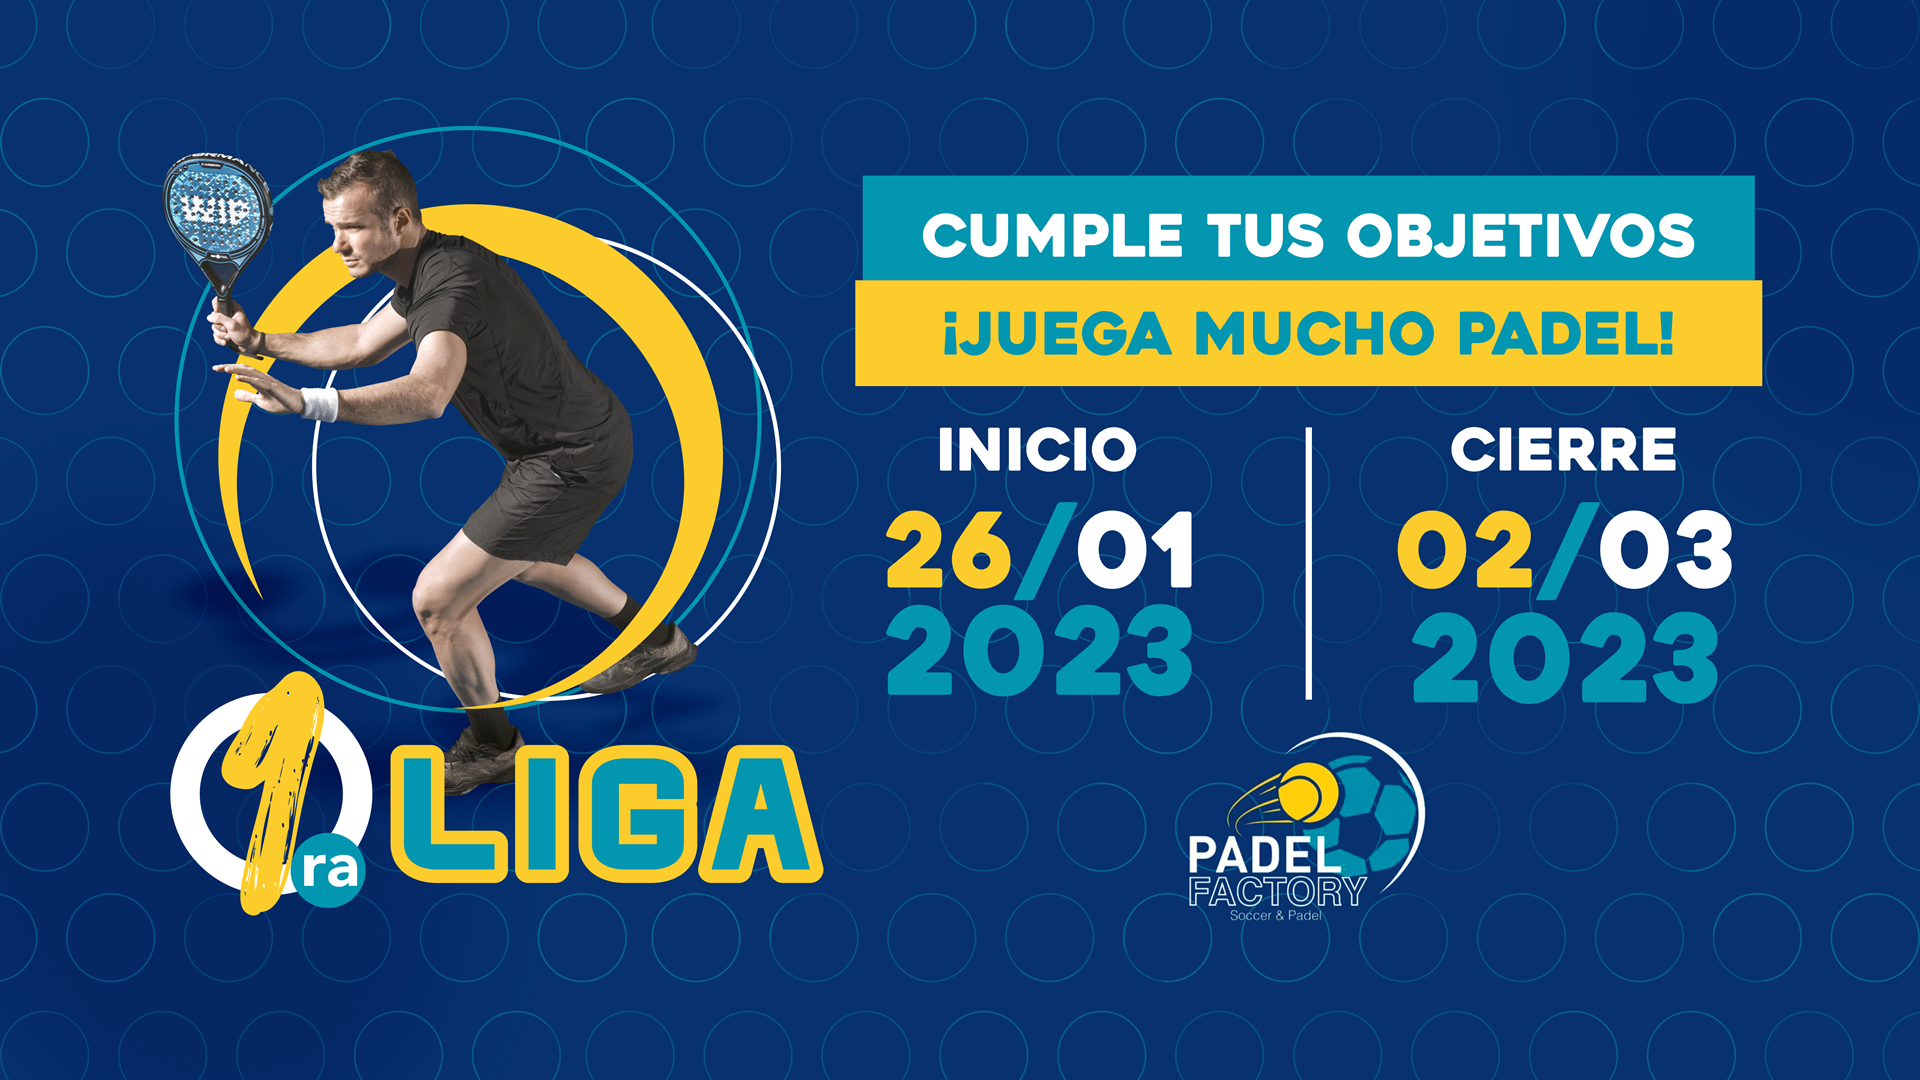 CUMPLE TUS OBJETIVOS
¡JUEGA MUCHO PADEL!
INICIO
26/01
2023
CIERRE
02/03
2023
1ra LIGA
PADEL
FACTORY
Soccer & Padel
CARBON